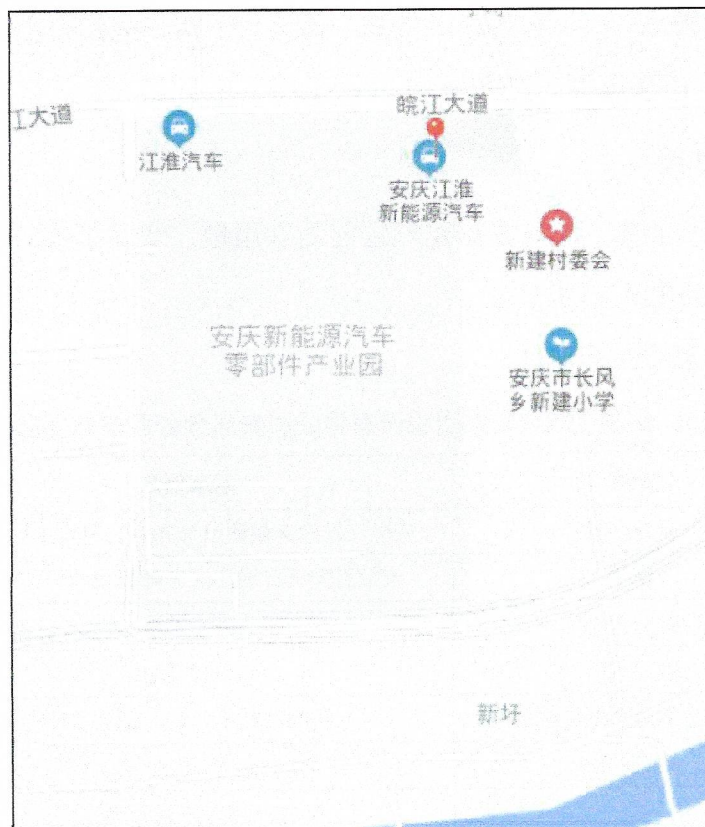 江大道
皖江大道
江淮汽车
安庆江淮
新能源汽车
新建村委会
安庆新能源汽车
零部件产业园
安庆市长风
乡新建小学
新圩